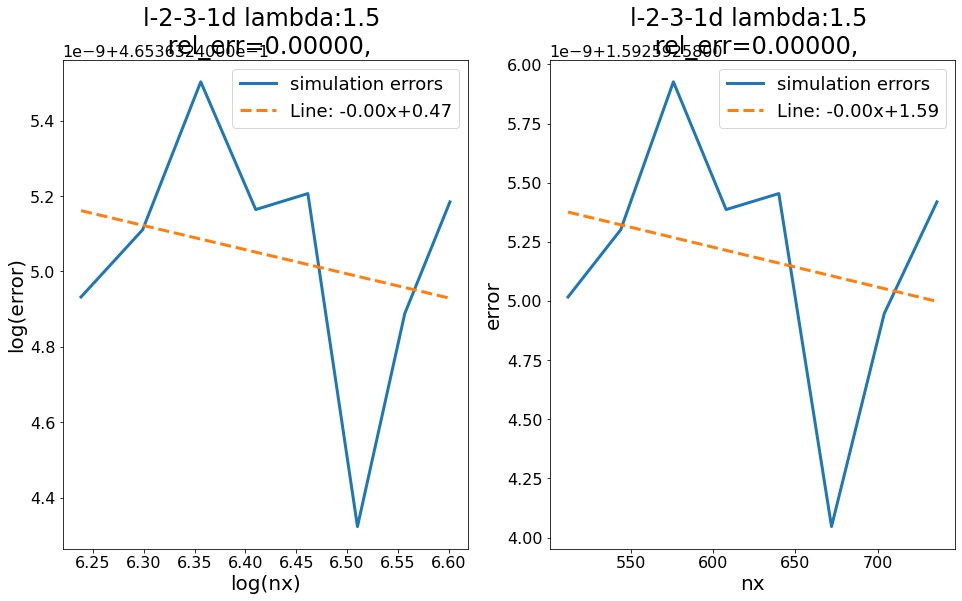 l-2-3-1d lambda:1.5
rel_err=0.00000,
1e−9+4.6536324000e−1
simulation errors
Line: -0.00x+0.47
5.4
5.2
5.0
4.8
4.6
4.4
log(error)
6.25
6.30
6.35
6.40
6.45
6.50
6.55
6.60
log(nx)
l-2-3-1d lambda:1.5
rel_err=0.00000,
1e−9+1.5925925800
simulation errors
Line: -0.00x+1.59
6.00
5.75
5.50
5.25
5.00
4.75
4.50
4.25
4.00
error
550
600
650
700
nx